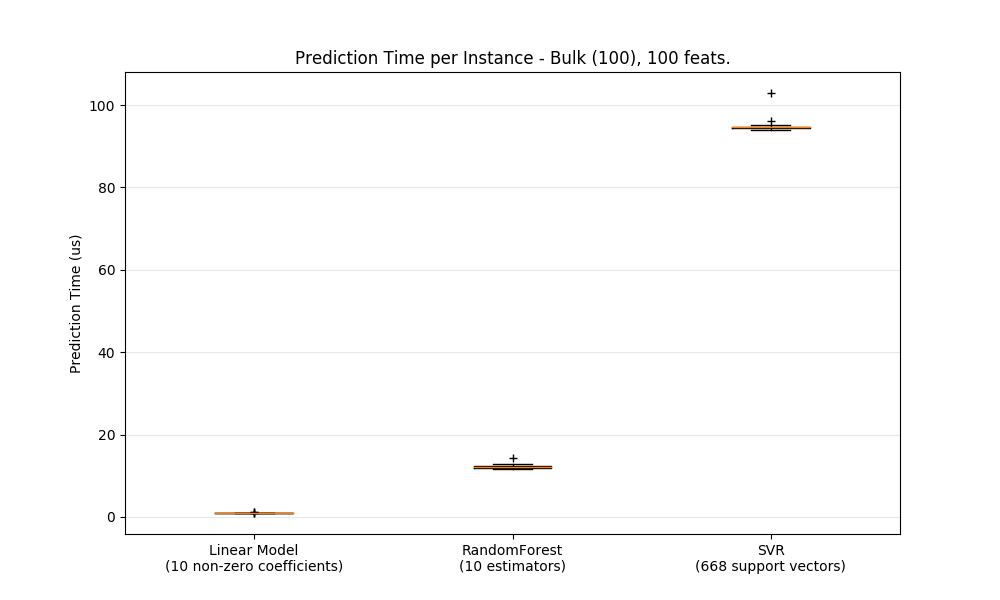 Prediction Time per Instance - Bulk (100), 100 feats.
Prediction Time (us)
100
80
60
40
20
0
Linear Model
(10 non-zero coefficients)
RandomForest
(10 estimators)
SVR
(668 support vectors)